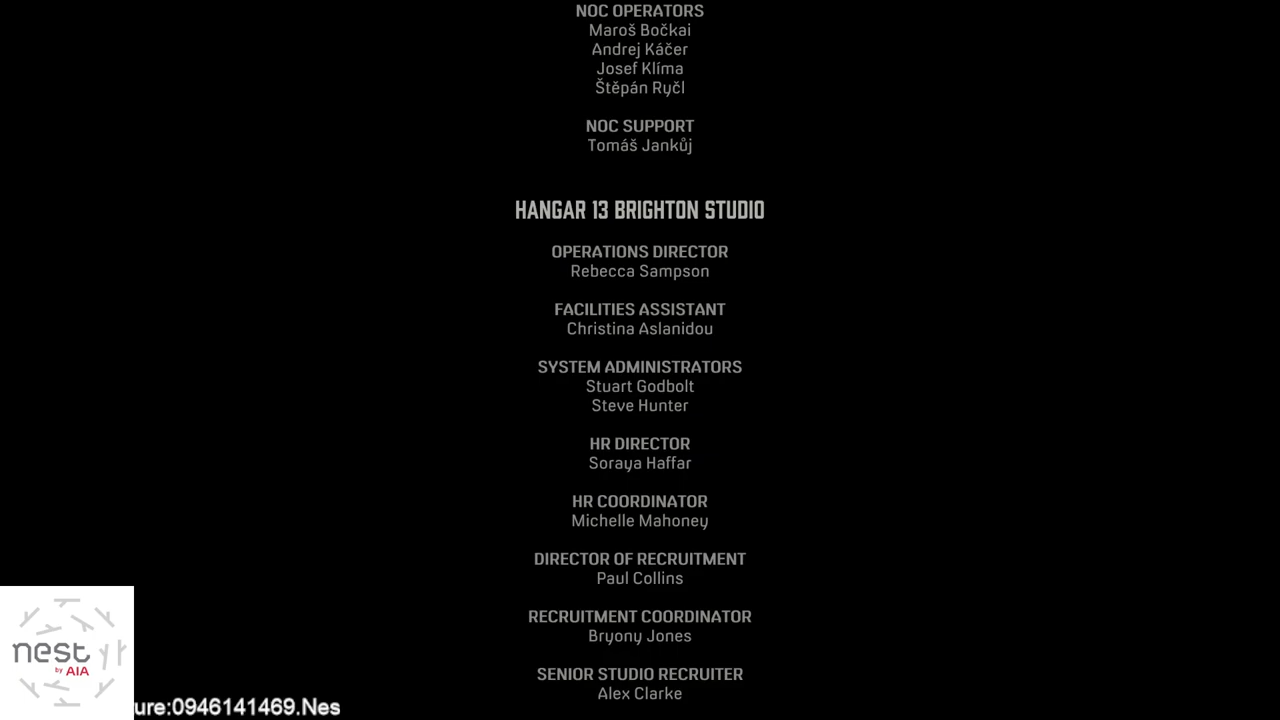 NOC OPERATORS
Maroš Bočkai
Andrej Káčer
Josef Klíma
Štěpán Ryčl
NOC SUPPORT
Tomáš Jankůj
HANGAR 13 BRIGHTON STUDIO
OPERATIONS DIRECTOR
Rebecca Sampson
FACILITIES ASSISTANT
Christina Aslanidou
SYSTEM ADMINISTRATORS
Stuart Godbolt
Steve Hunter
HR DIRECTOR
Soraya Haffar
HR COORDINATOR
Michelle Mahoney
DIRECTOR OF RECRUITMENT
Paul Collins
RECRUITMENT COORDINATOR
Bryony Jones
SENIOR STUDIO RECRUITER
Alex Clarke
nest
by AIA
ure:0946141469.Nes